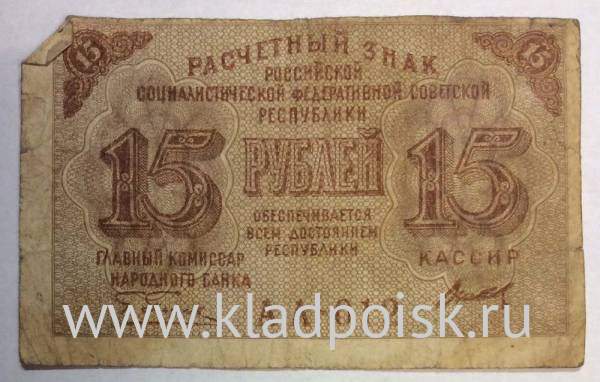 15 РАСЧЕТНЫЙ ЗНАК 15
РОССИЙСКОЙ
СОЦИАЛИСТИЧЕСКОЙ ФЕДЕРАТИВНОЙ СОВЕТСКОЙ
РЕСПУБЛИКИ
15 РУБЛЕЙ 15
ОБЕСПЕЧИВАЕТСЯ
ВСЕМ ДОСТОЯНИЕМ
РЕСПУБЛИКИ
ГЛАВНЫЙ КОМИССАР
НАРОДНОГО БАНКА
КАССИР
www.kladpoisk.ru